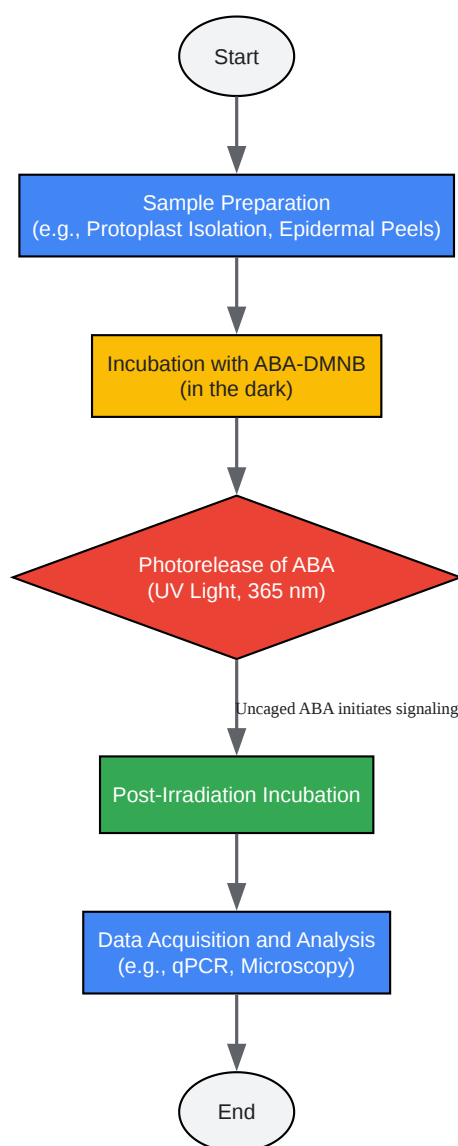 Start
Sample Preparation
(e.g., Protoplast Isolation, Epidermal Peels)
Incubation with ABA-DMNB
(in the dark)
Photorelease of ABA
(UV Light, 365 nm)
Uncaged ABA initiates signaling
Post-Irradiation Incubation
Data Acquisition and Analysis
(e.g., qPCR, Microscopy)
End